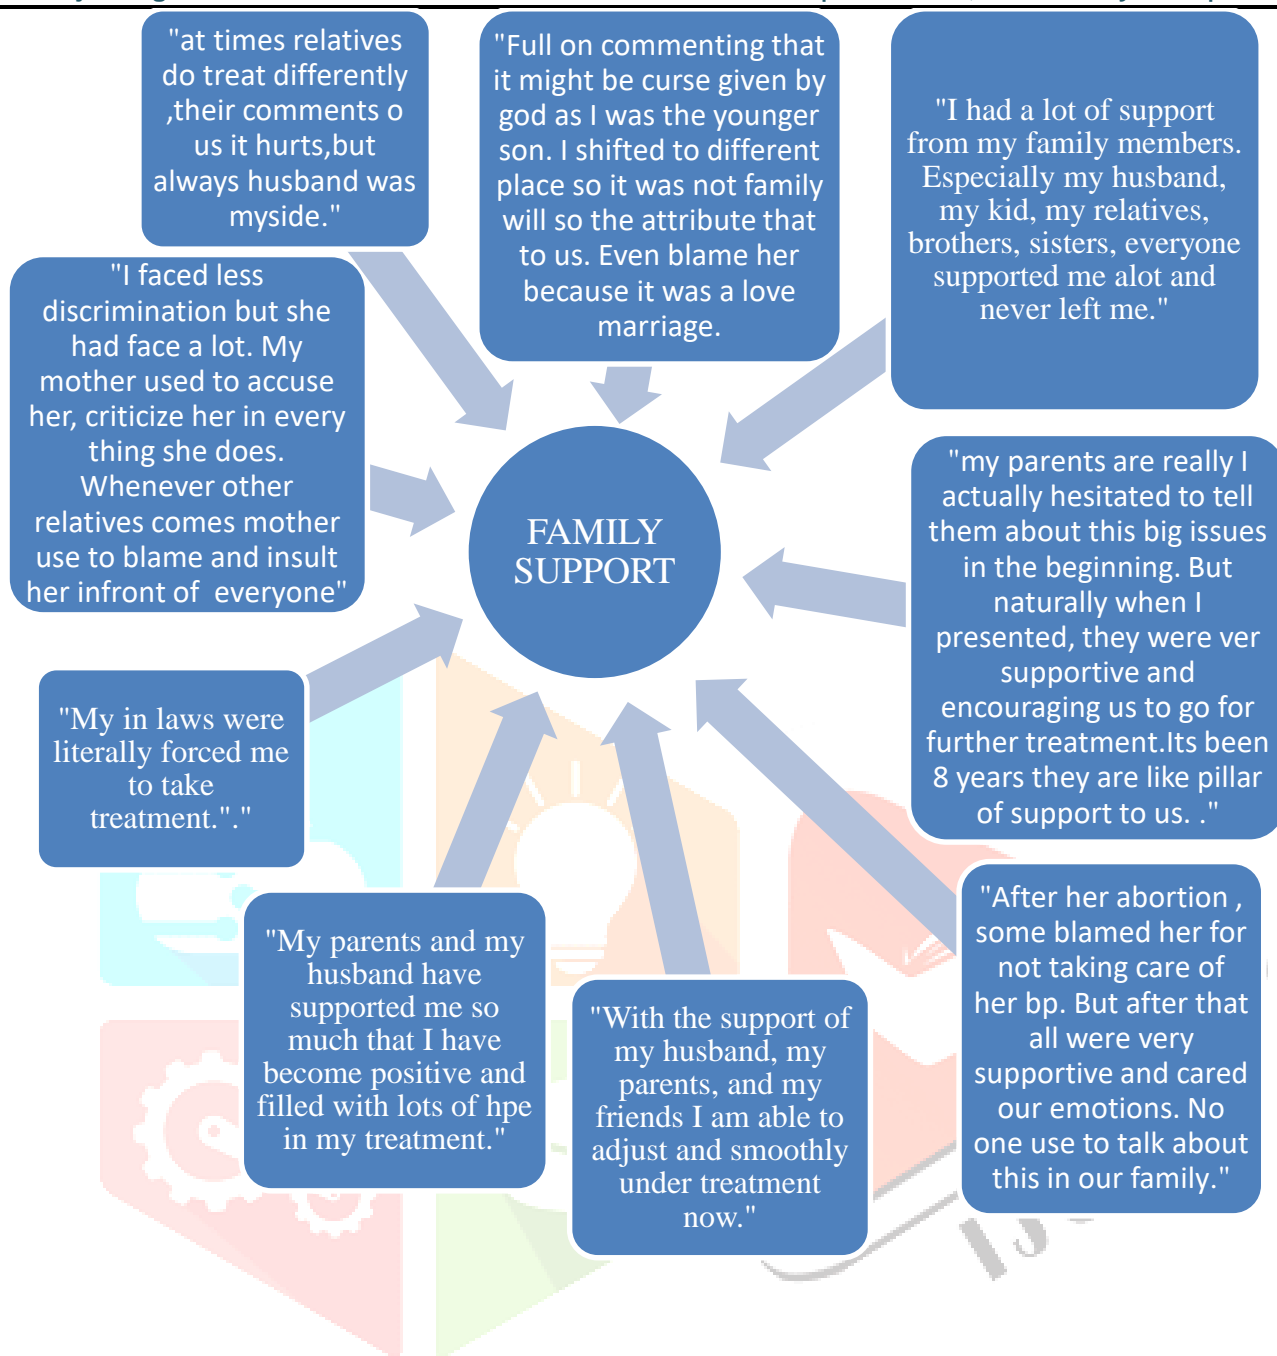 "at times relatives
do treat differently
,their comments o
us it hurts,but
always husband was
myside."
"Full on commenting that
it might be curse given by
god as I was the younger
son. I shifted to different
place so it was not family
will so the attribute that
to us. Even blame her
because it was a love
marriage.
"I had a lot of support
from my family members.
Especially my husband,
my kid, my relatives,
brothers, sisters, everyone
supported me alot and
never left me."
"I faced less
discrimination but she
had face a lot. My
mother used to accuse
her, criticize her in every
thing she does.
Whenever other
relatives comes mother
use to blame and insult
her infront of everyone"
FAMILY
SUPPORT
"my parents are really I
actually hesitated to tell
them about this big issues
in the beginning. But
naturally when I
presented, they were ver
supportive and
encouraging us to go for
further treatment.Its been
8 years they are like pillar
of support to us. ."
"My in laws were
literally forced me
to take
treatment."."
"My parents and my
husband have
supported me so
much that I have
become positive and
filled with lots of hpe
in my treatment."
"With the support of
my husband, my
parents, and my
friends I am able to
adjust and smoothly
under treatment
now."
"After her abortion ,
some blamed her for
not taking care of
her bp. But after that
all were very
supportive and cared
our emotions. No
one use to talk about
this in our family."